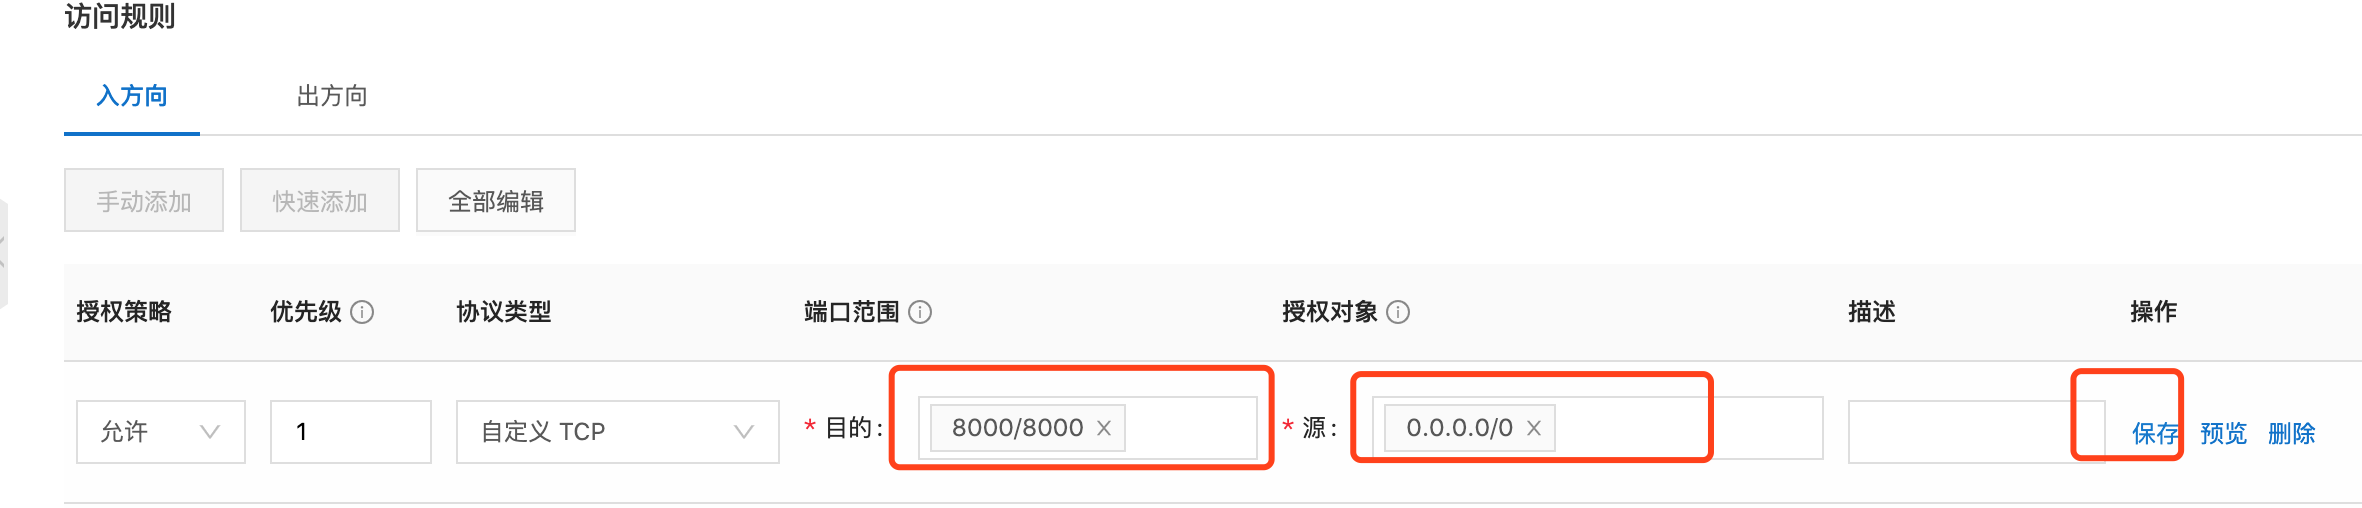 访问规则
入方向 出方向
手动添加 快速添加 全部编辑
授权策略 优先级 协议类型 端口范围 授权对象 描述 操作
允许 1 自定义 TCP * 目的: 8000/8000 * 源: 0.0.0.0/0 保存 预览 删除